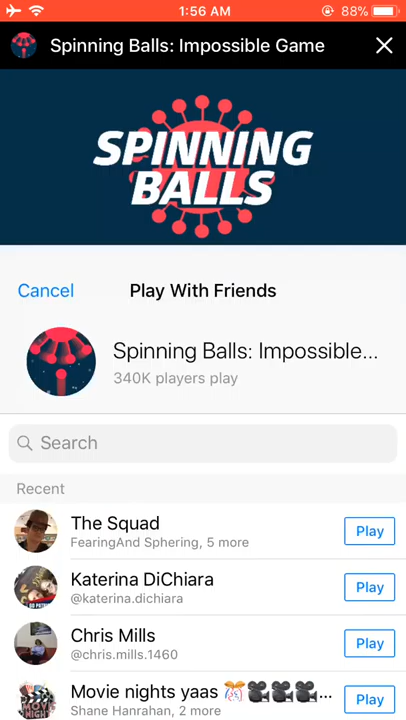 1:56 AM
88%
Spinning Balls: Impossible Game
SPINNING
BALLS
Cancel
Play With Friends
Spinning Balls: Impossible...
340K players play
Search
Recent
The Squad
FearingAnd Sphering, 5 more
Play
Katerina DiChiara
@katerina.dichiara
Play
Chris Mills
@chris.mills.1460
Play
Movie nights yaas 🎊🎥🎥🎥...
Shane Hanrahan, 2 more
Play